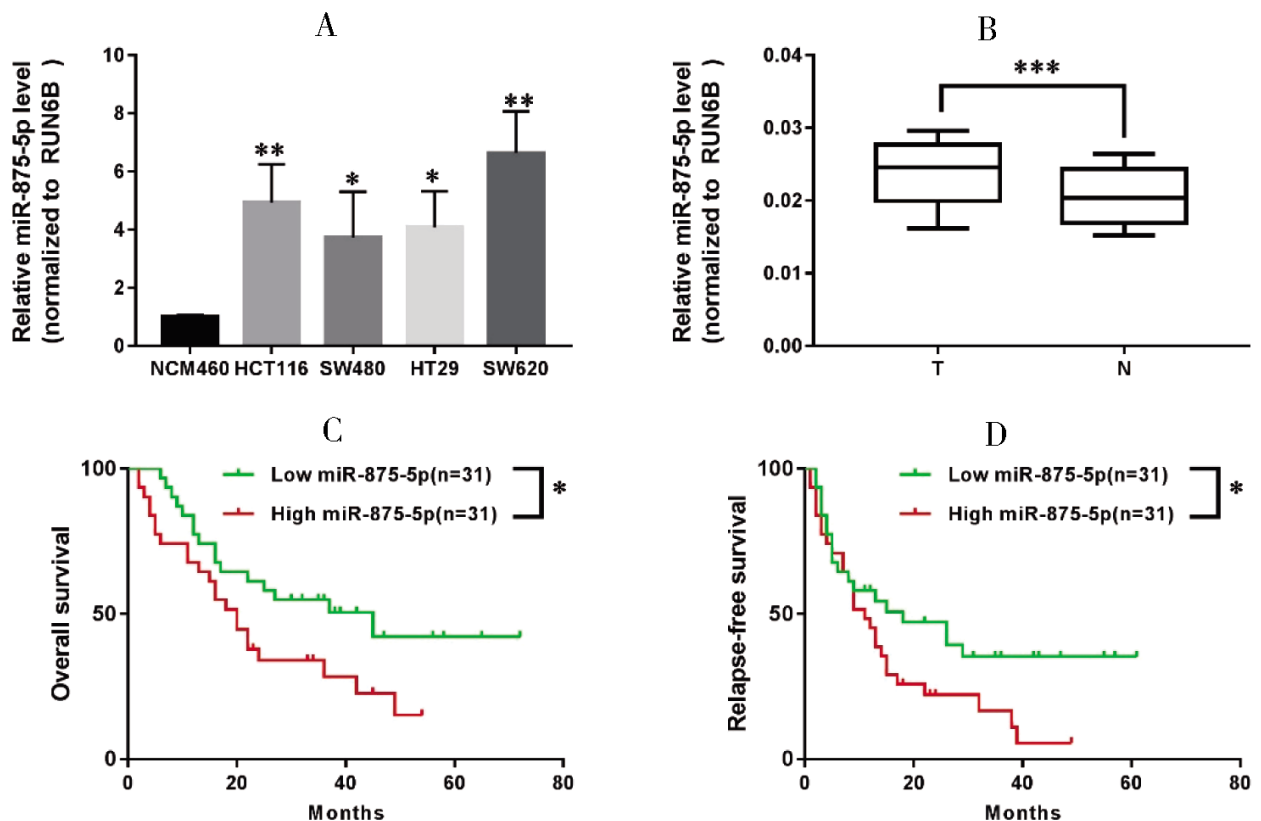 A
Relative miR-875-5p level
(normalized to RUN6B )
10
8
6
4
2
0
**
*
*
**
NCM460 HCT116 SW480 HT29 SW620
B
Relative miR-875-5p level
(normalized to RUN6B )
0.04
0.03
0.02
0.01
0.00
***
T N
C
Overall survival
100
50
0
Low miR-875-5p(n=31)
High miR-875-5p(n=31)
*
0 20 40 60 80
Months
D
Relapse-free survival
100
50
0
Low miR-875-5p(n=31)
High miR-875-5p(n=31)
*
0 20 40 60 80
Months